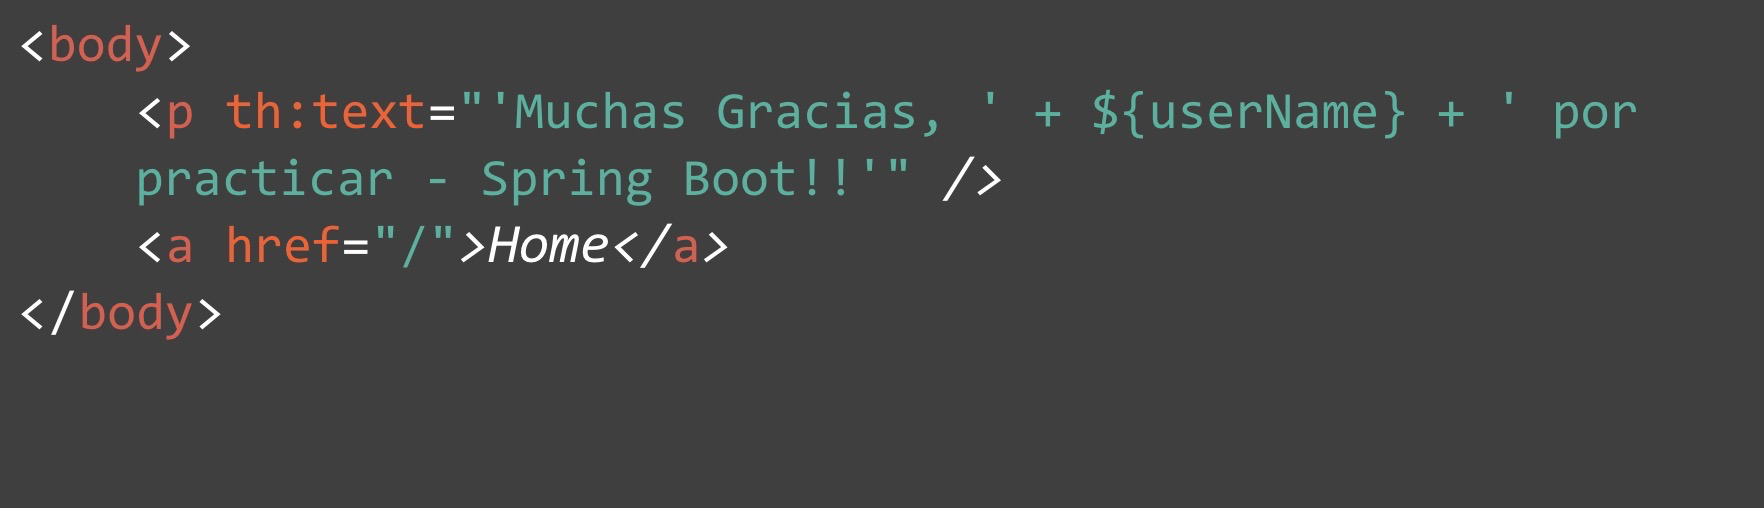 <body>
<p th:text="'Muchas Gracias, ' + ${userName} + ' por
practicar - Spring Boot!!'" />
<a href="/">Home</a>
</body>